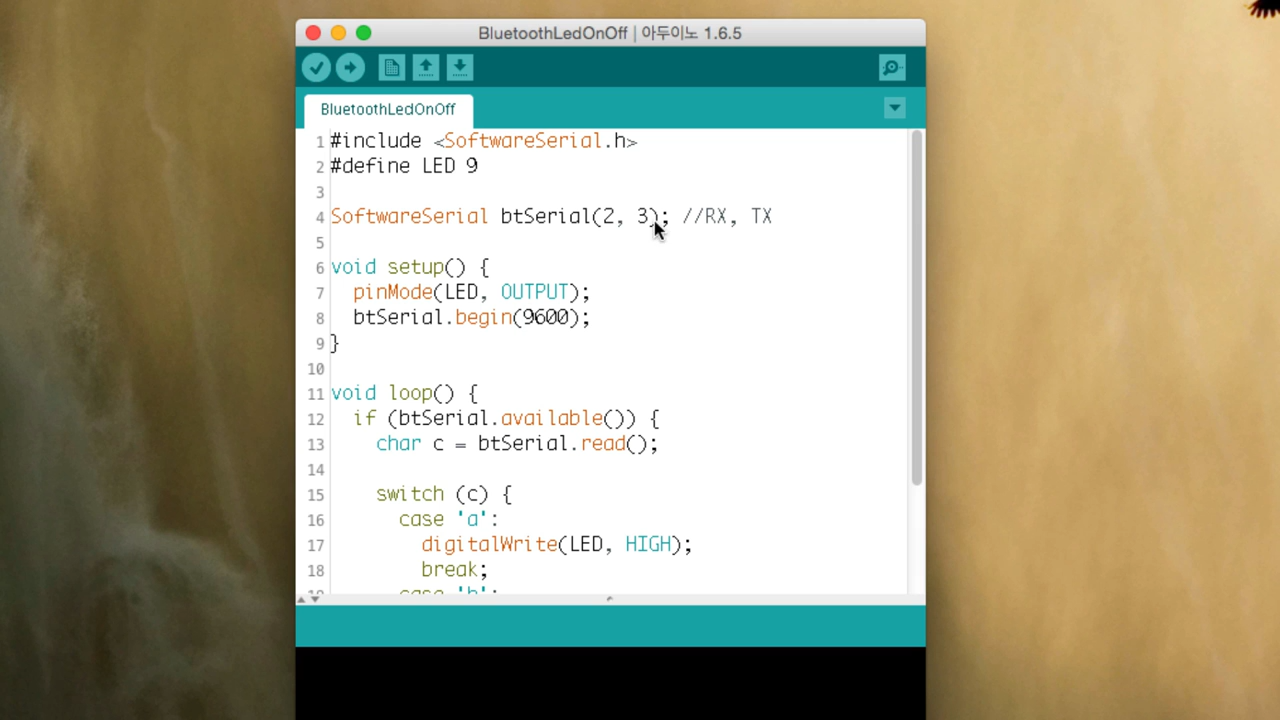 BluetoothLedOnOff | 아두이노 1.6.5
BluetoothLedOnOff
1 #include <SoftwareSerial.h>
2 #define LED 9
3
4 SoftwareSerial btSerial(2, 3); //RX, TX
5
6 void setup() {
7 pinMode(LED, OUTPUT);
8 btSerial.begin(9600);
9 }
10
11 void loop() {
12 if (btSerial.available()) {
13 char c = btSerial.read();
14
15 switch (c) {
16 case 'a':
17 digitalWrite(LED, HIGH);
18 break;